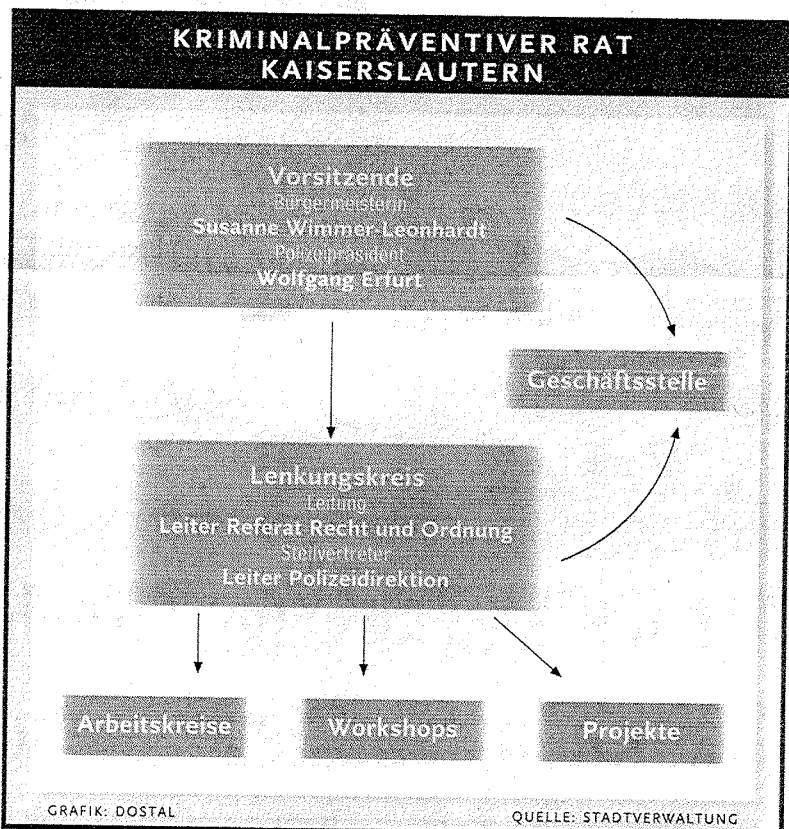 KRIMINALPRÄVENTIVER RAT
KAISERSLAUTERN
Vorsitzende
Bürgermeisterin
Susanne Wimmer-Leonhardt
Polizeipräsident
Wolfgang Erfurt
Geschäftsstelle
Lenkungskreis
Leitung
Leiter Referat Recht und Ordnung
Stellvertreter
Leiter Polizeidirektion
Arbeitskreise
Workshops
Projekte
GRAFIK: DOSTAL
QUELLE: STADTVERWALTUNG